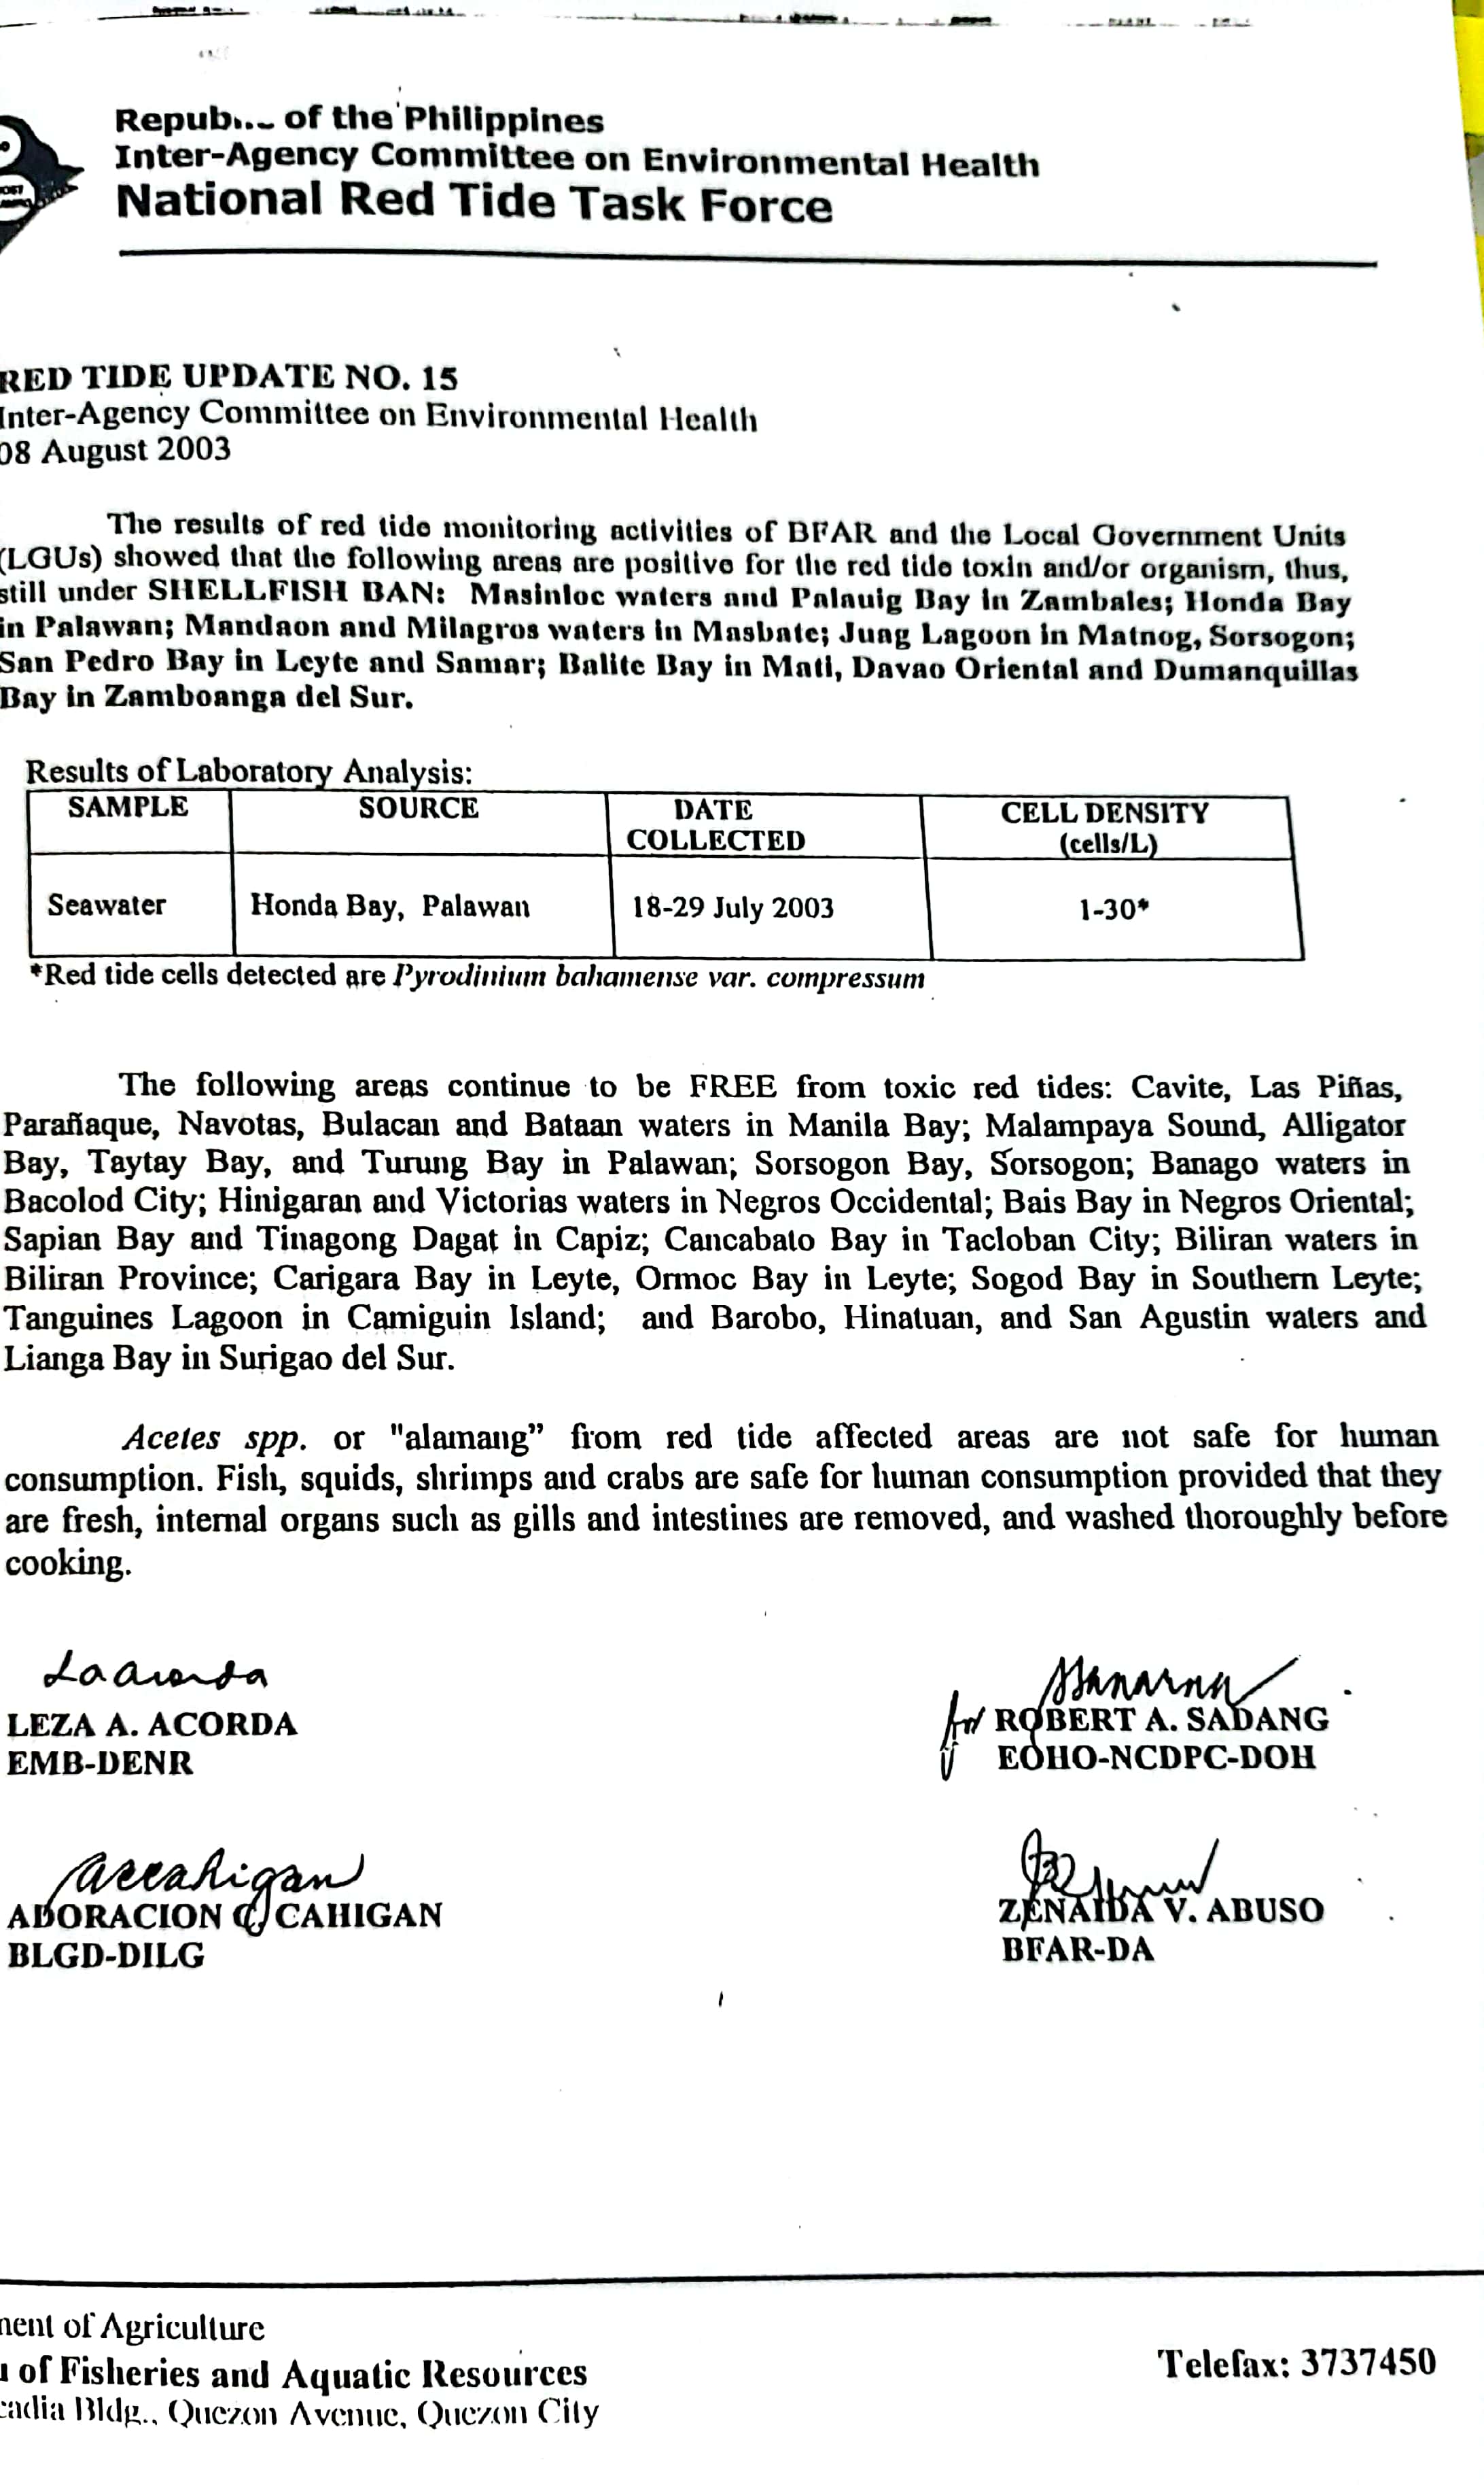 of the Philippines
Inter-Agency Committee on Environmental Health
National Red Tide Task Force
RED TIDE UPDATE NO. 15
Inter-Agency Committee on Environmental Health
08 August 2003
The results of red tide monitoring activities of BFAR and the Local Government Units
(LGUs) showed that the following areas are positive for the red tide toxin and/or organism, thus,
still under SHELLFISH BAN: Masinloc waters and Palauig Bay in Zambales; Honda Bay
in Palawan; Mandaon and Milagros waters in Masbate; Juag Lagoon in Matnog, Sorsogon;
San Pedro Bay in Leyte and Samar; Balite Bay in Mati, Davao Oriental and Dumanquillas
Bay in Zamboanga del Sur.
Results of Laboratory Analysis:
SAMPLE SOURCE DATE CELL DENSITY
COLLECTED (cells/L)
Seawater Honda Bay, Palawan 18-29 July 2003 1-30*
*Red tide cells detected are Pyrodinium bahamense var. compressum
The following areas continue to be FREE from toxic red tides: Cavite, Las Piñas,
Parañaque, Navotas, Bulacan and Bataan waters in Manila Bay; Malampaya Sound, Alligator
Bay, Taytay Bay, and Turung Bay in Palawan; Sorsogon Bay, Sorsogon; Banago waters in
Bacolod City; Hinigaran and Victorias waters in Negros Occidental; Bais Bay in Negros Oriental;
Sapian Bay and Tinagong Dagat in Capiz; Cancabato Bay in Tacloban City; Biliran waters in
Biliran Province; Carigara Bay in Leyte, Ormoc Bay in Leyte; Sogod Bay in Southern Leyte;
Tanguines Lagoon in Camiguin Island; and Barobo, Hinatuan, and San Agustin waters and
Lianga Bay in Surigao del Sur.
Acetes spp. or "alamang” from red tide affected areas are not safe for human
consumption. Fish, squids, shrimps and crabs are safe for human consumption provided that they
are fresh, internal organs such as gills and intestines are removed, and washed thoroughly before
cooking.
LEZA A. ACORDA
EMB-DENR
for ROBERT A. SADANG
EOHO-NCDPC-DOH
ADORACION C. CAHIGAN
BLGD-DILG
ZENAIDA V. ABUSO
BFAR-DA
ment of Agriculture
of Fisheries and Aquatic Resources
cadia Bldg., Quezon Avenue, Quezon City
Telefax: 3737450